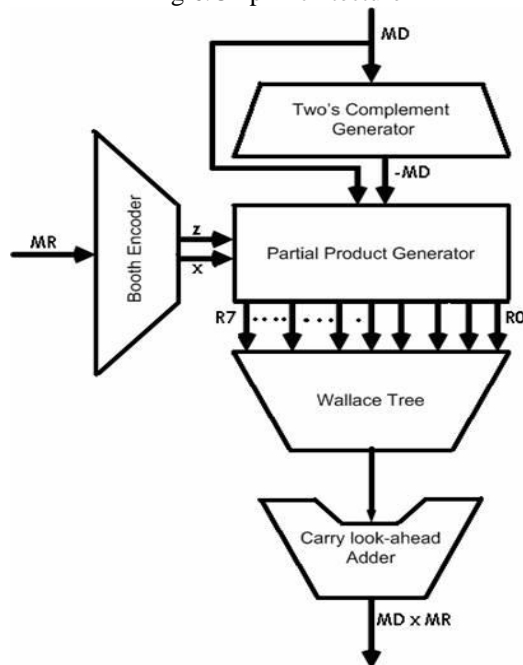 MD
Two's Complement
Generator
-MD
Booth Encoder
MR
z
x
Partial Product Generator
R7
R0
Wallace Tree
Carry look-ahead
Adder
MD x MR